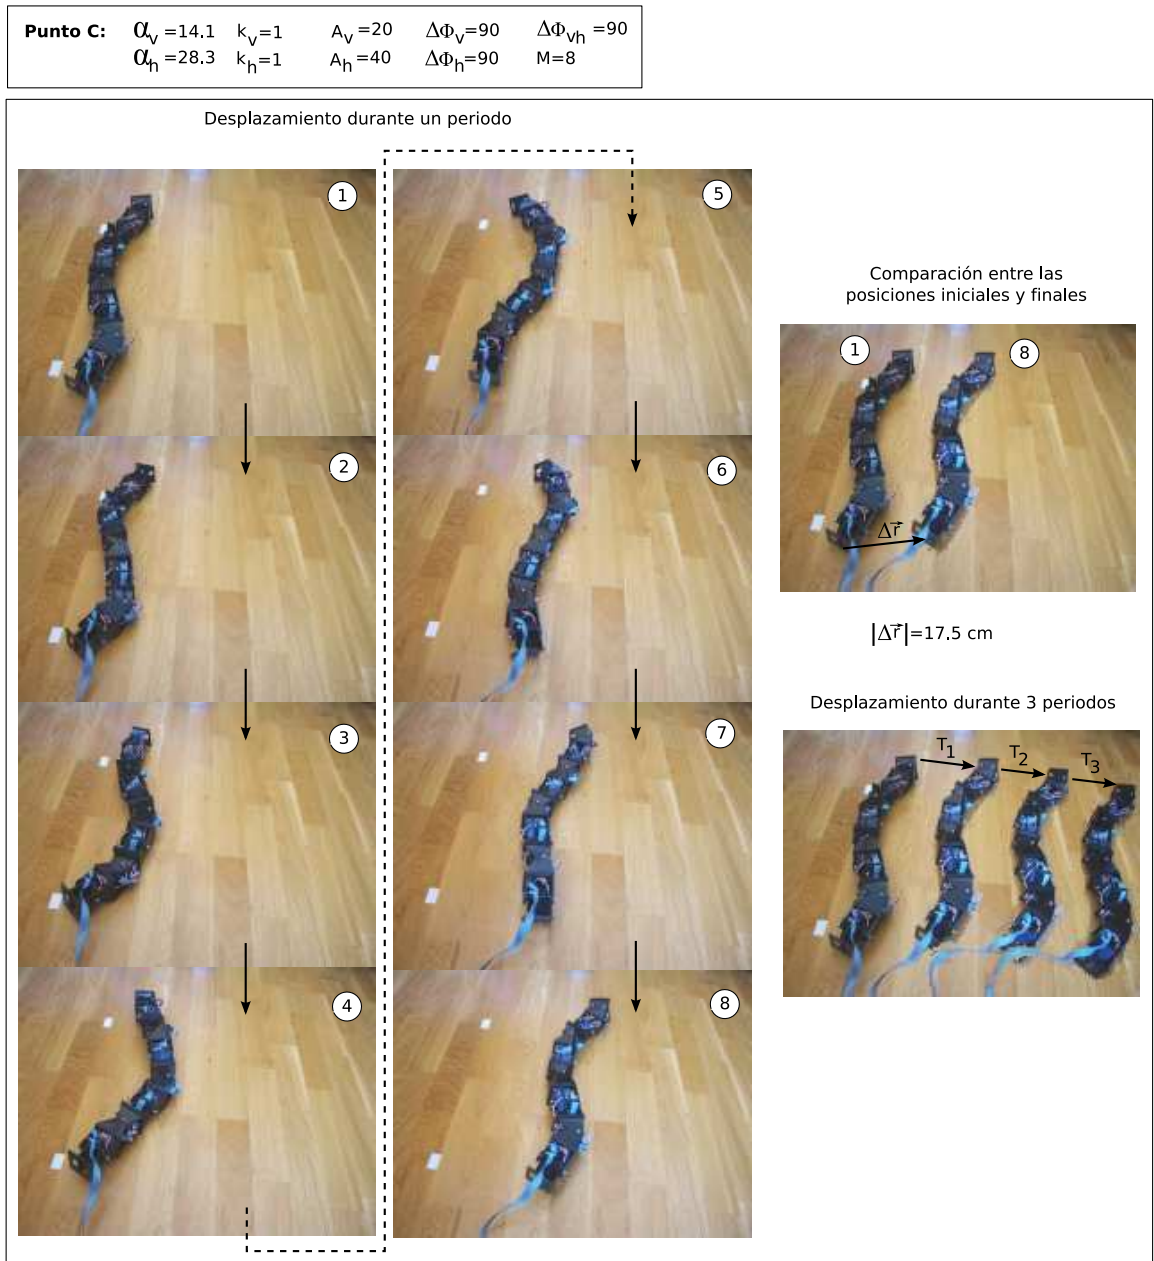 Punto C: αv=14.1 kv=1 Av=20 ΔΦv=90 ΔΦvh=90
αh=28.3 kh=1 Ah=40 ΔΦh=90 M=8
Desplazamiento durante un periodo
1
2
3
4
5
6
7
8
Comparación entre las
posiciones iniciales y finales
1
8
Δr⃗
|Δr⃗|=17.5 cm
Desplazamiento durante 3 periodos
T1
T2
T3